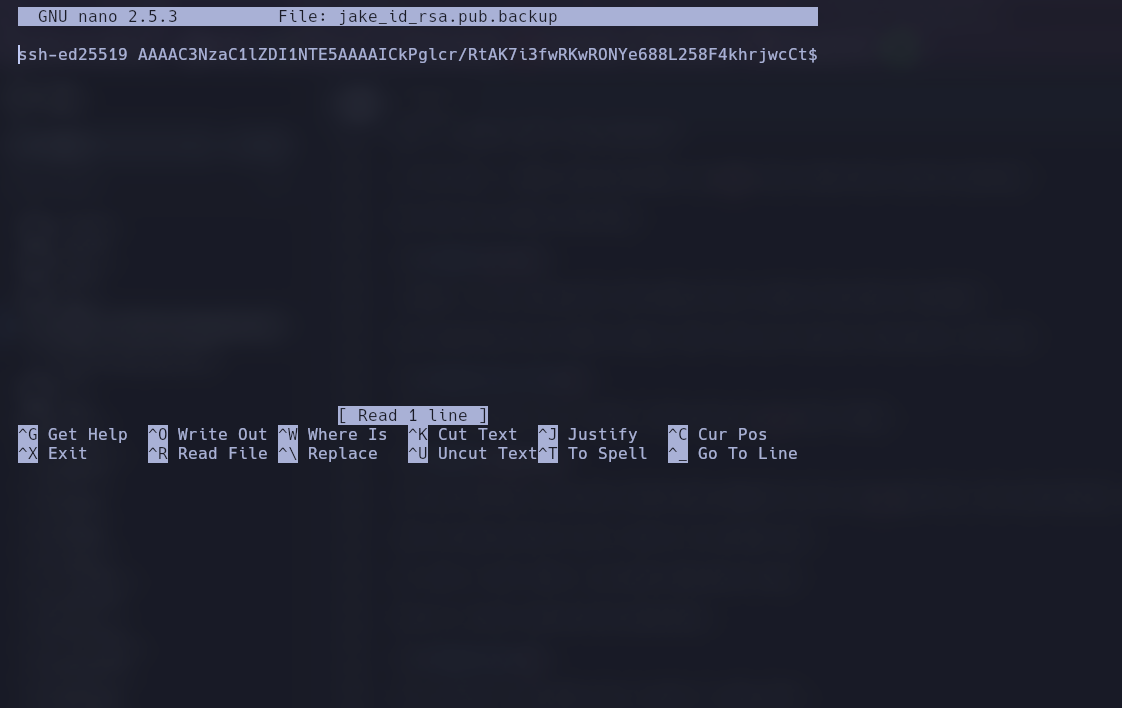 GNU nano 2.5.3 File: jake_id_rsa.pub.backup
ssh-ed25519 AAAAC3NzaC1lZDI1NTE5AAAAICkPglcr/RtAK7i3fwRKwRONYe688L258F4khrjwcCt$
[ Read 1 line ]
^G Get Help ^O Write Out ^W Where Is ^K Cut Text ^J Justify ^C Cur Pos
^X Exit ^R Read File ^\ Replace ^U Uncut Text ^T To Spell ^_ Go To Line